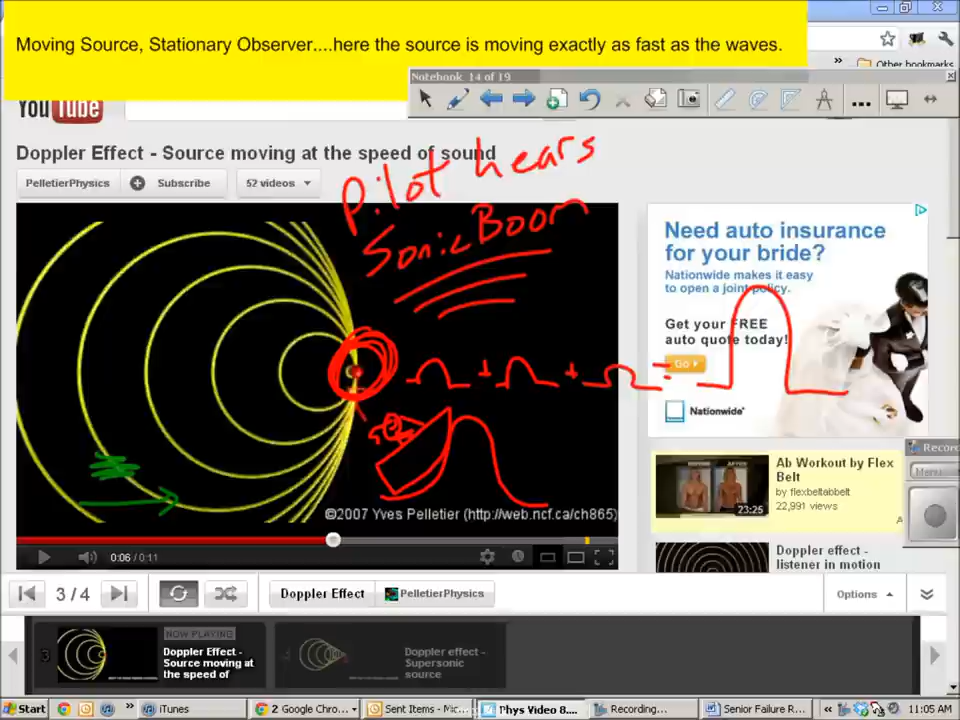 Moving Source, Stationary Observer....here the source is moving exactly as fast as the waves.
Other bookmarks
Notebook 14 of 19
YouTube
Doppler Effect - Source moving at the speed of sound
PelletierPhysics
Subscribe
52 videos
Pilot hears
Sonic Boom
©2007 Yves Pelletier (http://web.ncf.ca/ch865)
0:06 / 0:11
Need auto insurance
for your bride?
Nationwide makes it easy
to open a joint policy.
Get your FREE
auto quote today!
Go
Nationwide
Recor
Menu
23:25
Ab Workout by Flex
Belt
by flexbeltabbelt
22,991 views
A
Doppler effect -
listener in motion
3 / 4
Doppler Effect
PelletierPhysics
Options
3
NOW PLAYING
Doppler Effect -
Source moving at
the speed of
4
Doppler effect -
Supersonic
source
Start
iTunes
2 Google Chro...
Sent Items - Mic...
Phys Video 8....
Recording...
Senior Failure R...
11:05 AM